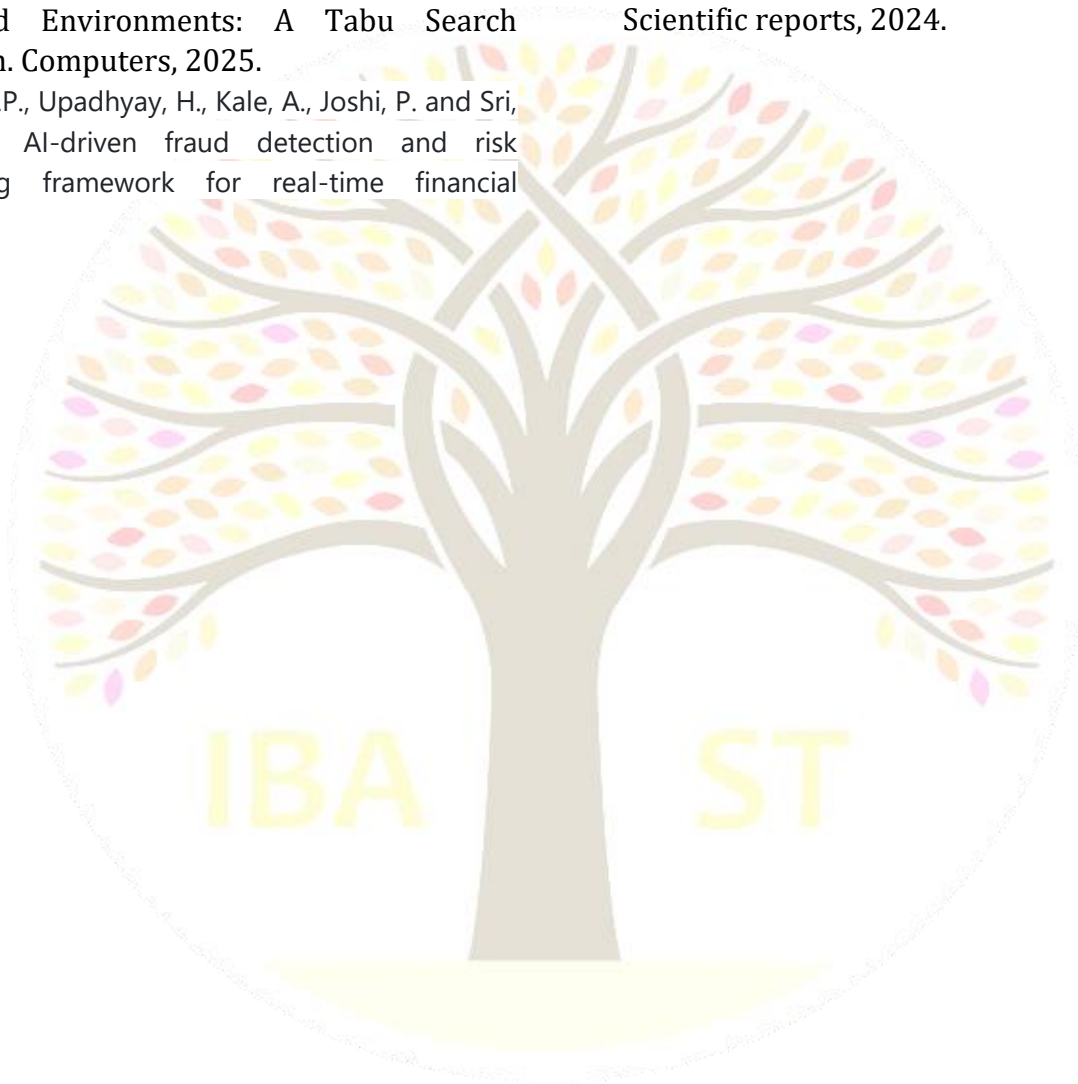 d Environments: A Tabu Search
n. Computers, 2025.
.P., Upadhyay, H., Kale, A., Joshi, P. and Sri,
AI-driven fraud detection and risk
g framework for real-time financial
Scientific reports, 2024.
IBA ST